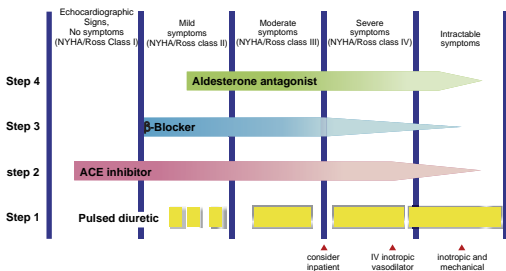 Echocardiographic
Signs,
No symptoms
(NYHA/Ross Class I)
Mild
symptoms
(NYHA/Ross class II)
Moderate
symptoms
(NYHA/Ross class III)
Severe
symptoms
(NYHA/Ross class IV)
Intractable
symptoms
Step 4
Aldesterone antagonist
Step 3
β-Blocker
step 2
ACE inhibitor
Step 1
Pulsed diuretic
consider
inpatient
IV inotropic
vasodilator
inotropic and
mechanical